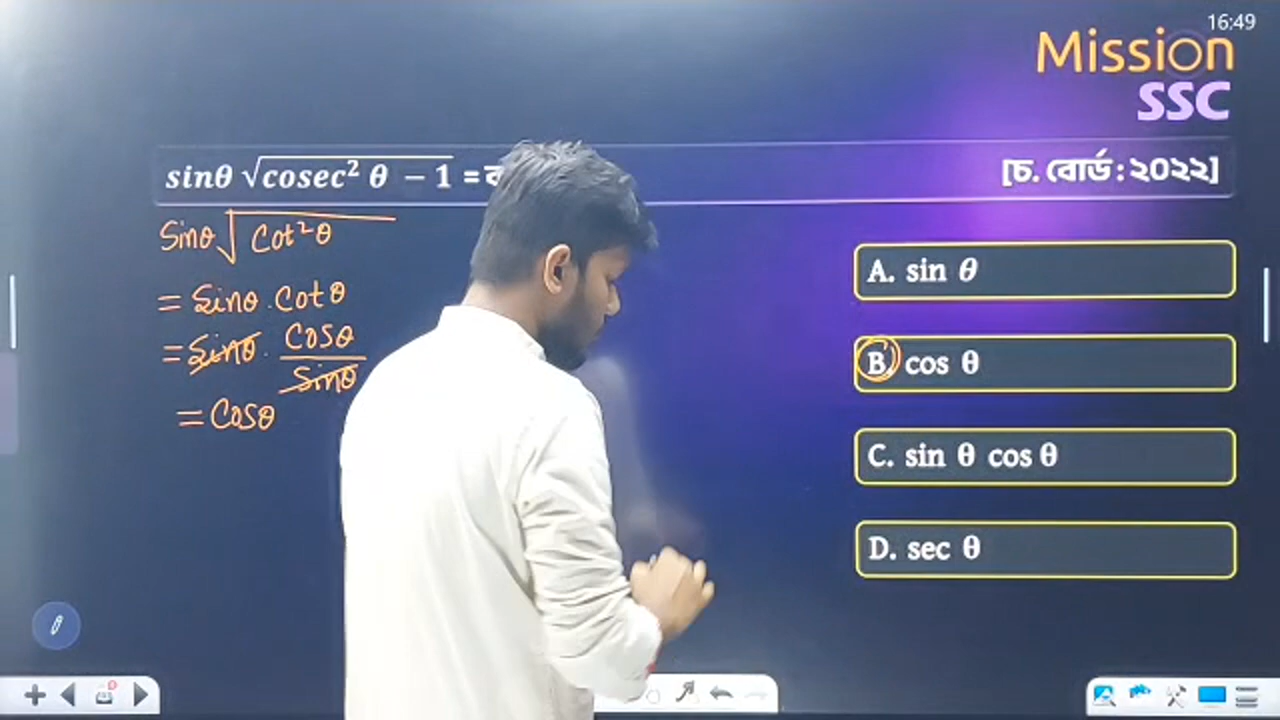 16:49
Mission
SSC
sinθ √(cosec² θ − 1) =
[চ. বোর্ড : ২০২২]
Sinθ √(Cot²θ)
= Sinθ . Cotθ
= Sinθ . Cosθ / Sinθ
= Cosθ
A. sin θ
B. cos θ
C. sin θ cos θ
D. sec θ